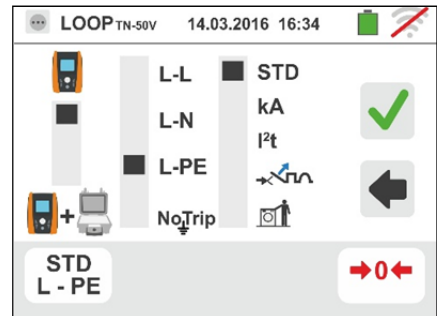 LOOP TN-50V 14.03.2016 16:34
L-L STD
L-N kA
I²t
L-PE
NoTrip
STD
L - PE
→0←